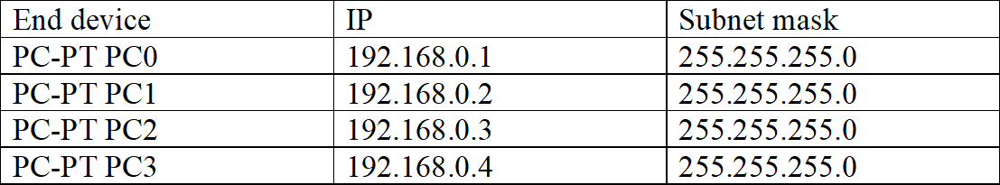 End device IP Subnet mask
PC-PT PC0 192.168.0.1 255.255.255.0
PC-PT PC1 192.168.0.2 255.255.255.0
PC-PT PC2 192.168.0.3 255.255.255.0
PC-PT PC3 192.168.0.4 255.255.255.0